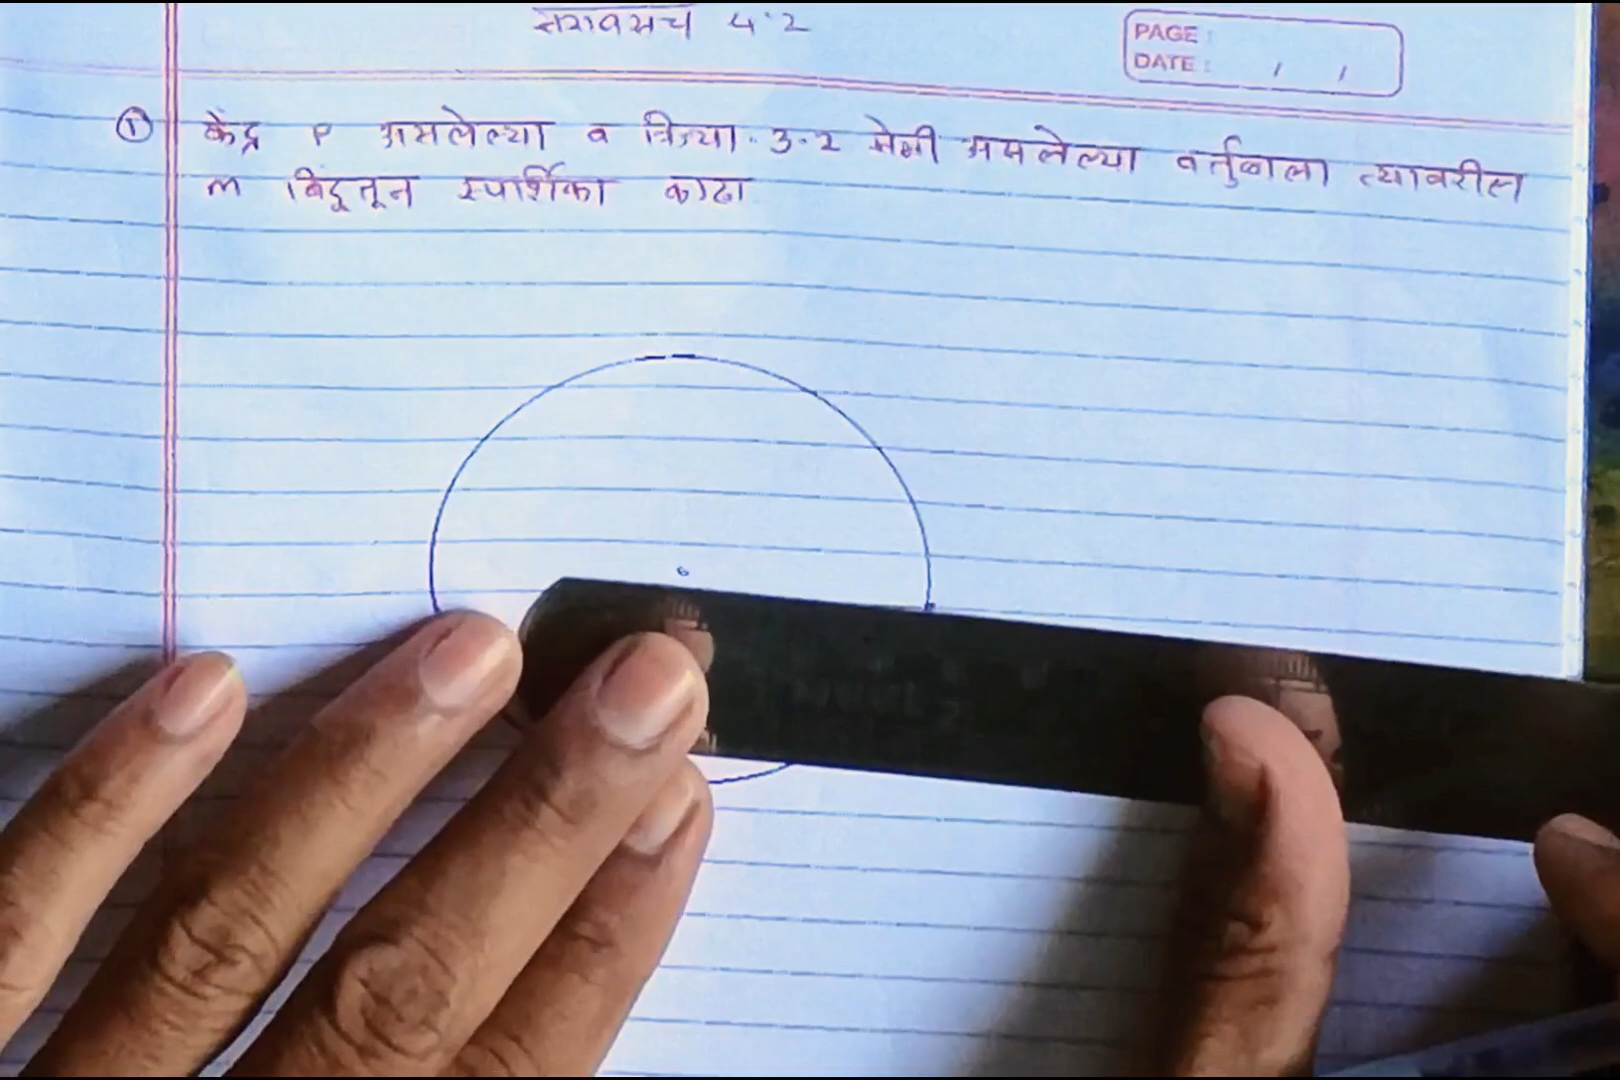 सरावसंच 4.2
PAGE :
DATE : / /
① केंद्र P असलेल्या व त्रिज्या 3.2 सेमी असलेल्या वर्तुळाला त्यावरील
M बिंदूतून स्पर्शिका काढा